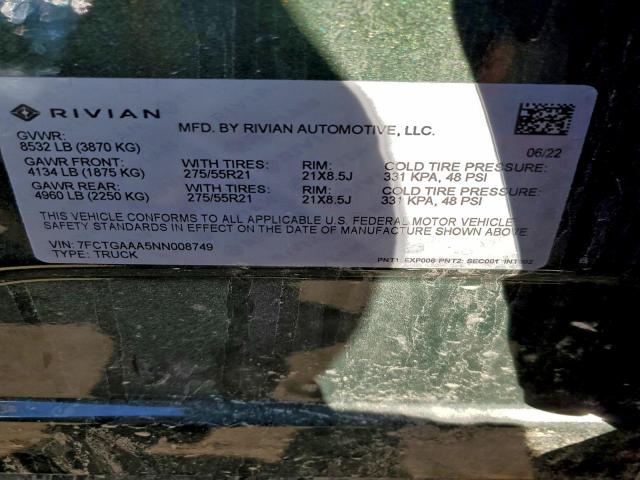 RIVIAN
MFD. BY RIVIAN AUTOMOTIVE, LLC.
06/22
GVWR:
8532 LB (3870 KG)
GAWR FRONT: WITH TIRES: RIM: COLD TIRE PRESSURE:
4134 LB (1875 KG) 275/55R21 21X8.5J 331 KPA, 48 PSI
GAWR REAR: WITH TIRES: RIM: COLD TIRE PRESSURE:
4960 LB (2250 KG) 275/55R21 21X8.5J 331 KPA, 48 PSI
THIS VEHICLE CONFORMS TO ALL APPLICABLE U.S. FEDERAL MOTOR VEHICLE
SAFETY STANDARDS IN EFFECT ON THE DATE OF MANUFACTURE SHOWN ABOVE.
VIN: 7FCTGAAA5NN008749
TYPE: TRUCK
PNT1: EXP006 PNT2: SEC001